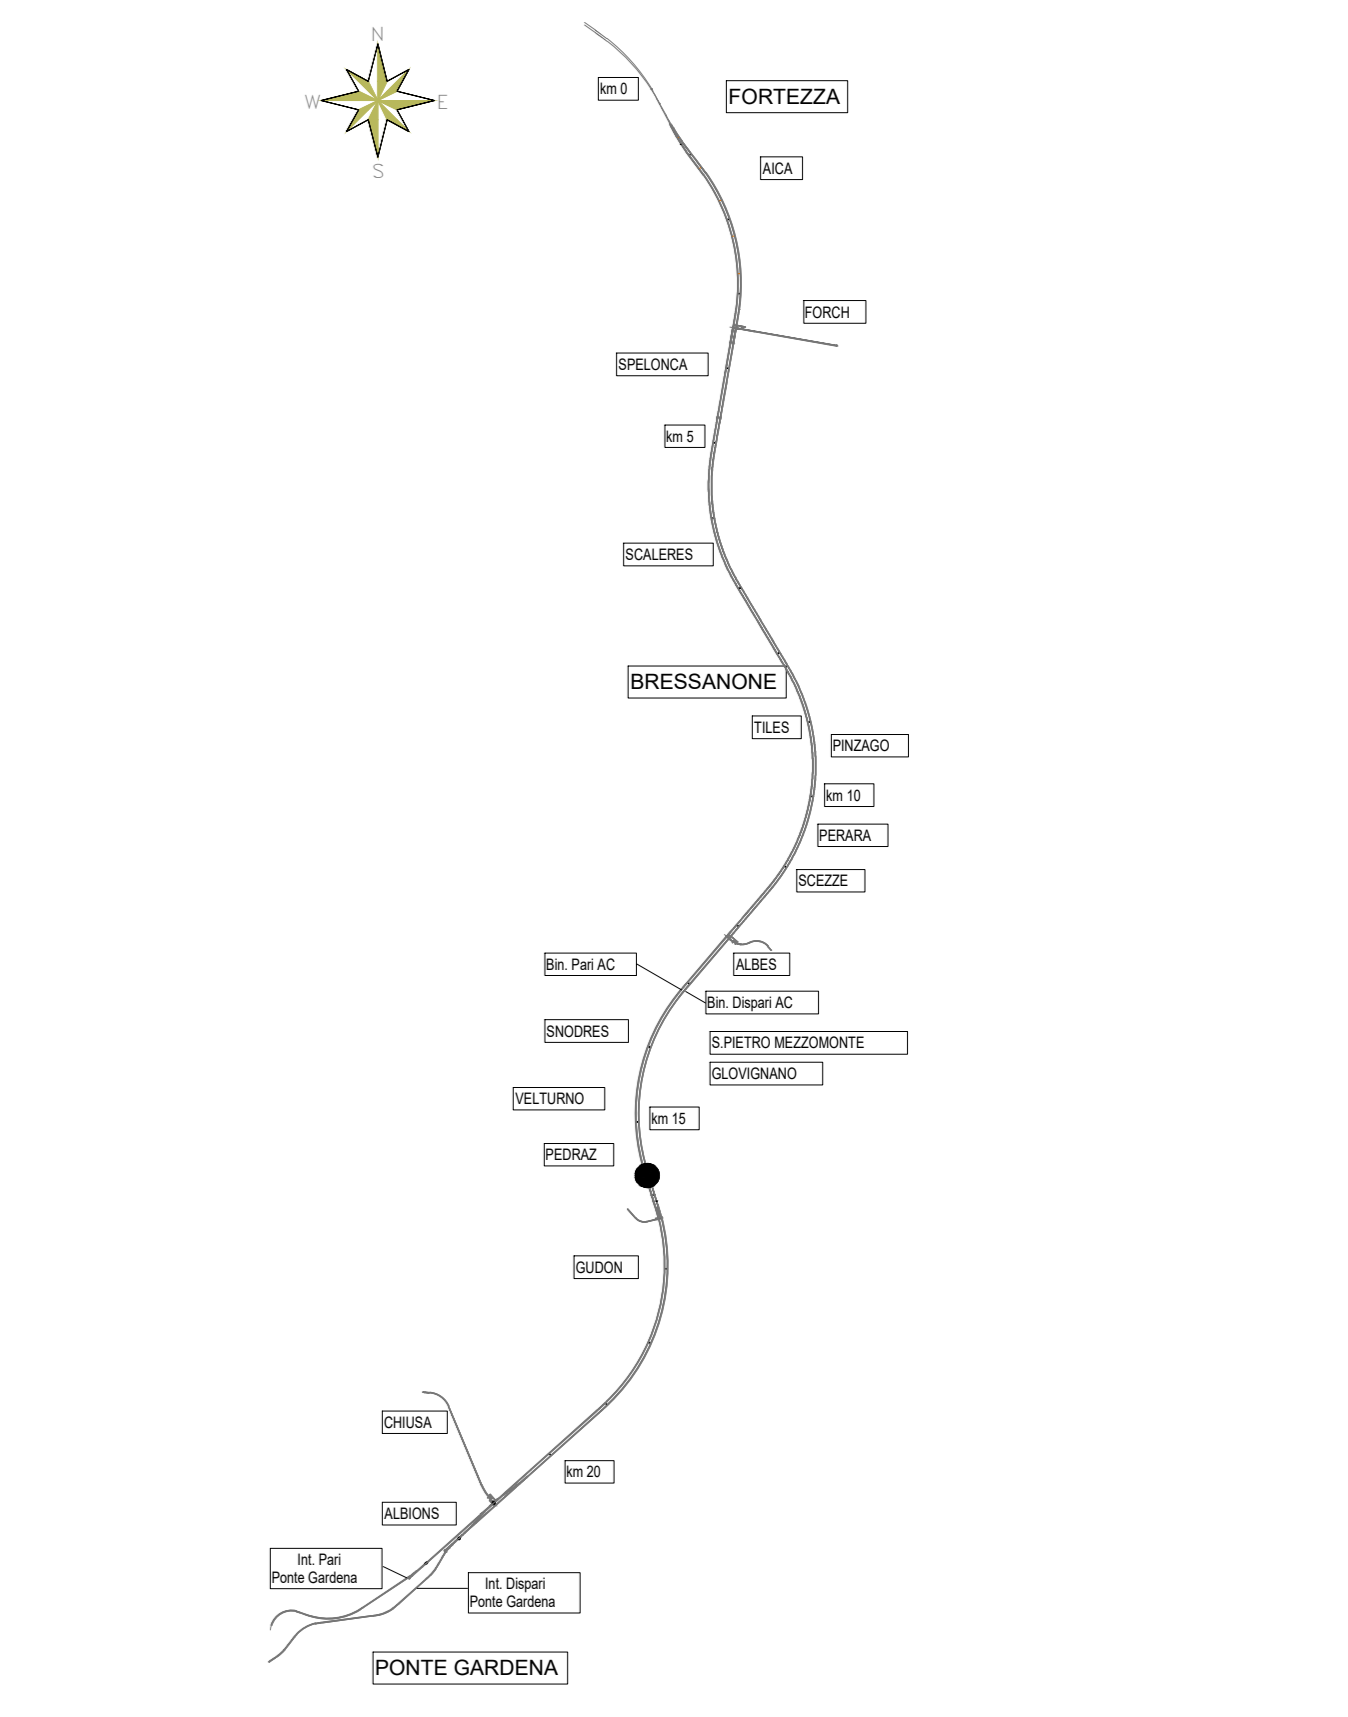 N
W
E
S
km 0
FORTEZZA
AICA
FORCH
SPELONCA
km 5
SCALERES
BRESSANONE
TILES
PINZAGO
km 10
PERARA
SCEZZE
Bin. Pari AC
ALBES
Bin. Dispari AC
SNODRES
S.PIETRO MEZZOMONTE
GLOVIGNANO
VELTURNO
km 15
PEDRAZ
GUDON
CHIUSA
km 20
ALBIONS
Int. Pari
Ponte Gardena
Int. Dispari
Ponte Gardena
PONTE GARDENA